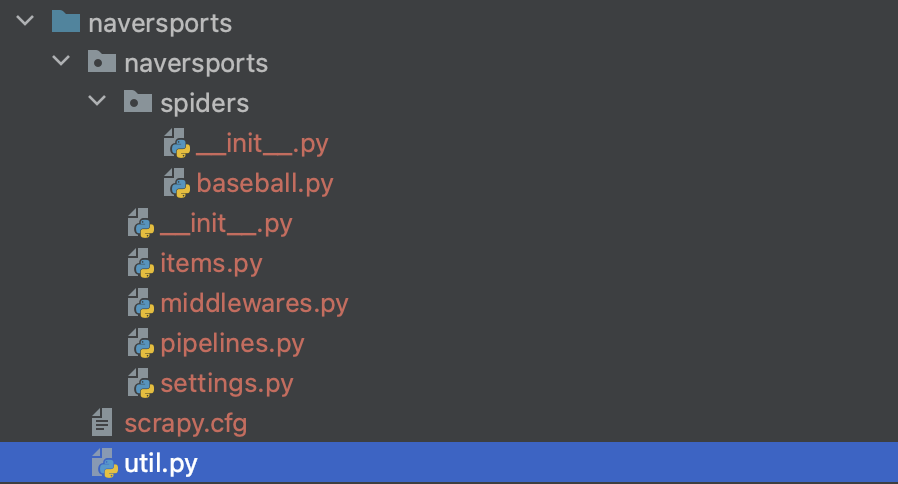 naversports
naversports
spiders
__init__.py
baseball.py
__init__.py
items.py
middlewares.py
pipelines.py
settings.py
scrapy.cfg
util.py